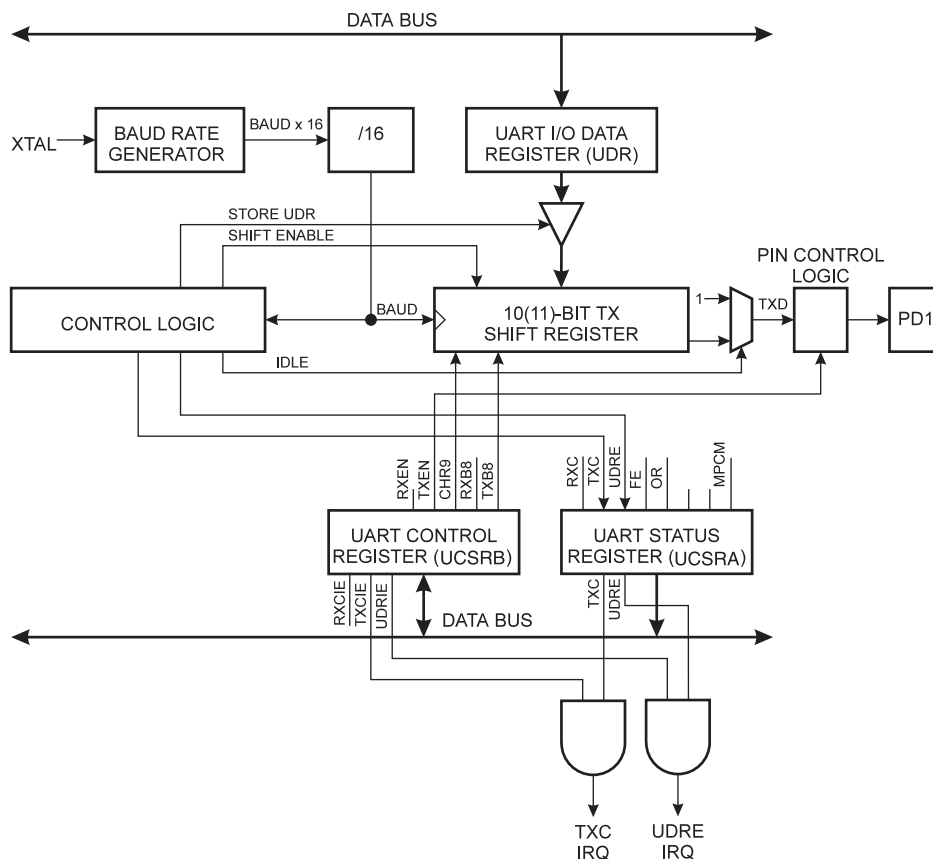 DATA BUS
XTAL
BAUD RATE
GENERATOR
BAUD x 16
/16
UART I/O DATA
REGISTER (UDR)
STORE UDR
SHIFT ENABLE
PIN CONTROL
LOGIC
CONTROL LOGIC
BAUD
10(11)-BIT TX
SHIFT REGISTER
1
TXD
PD1
IDLE
RXEN
TXEN
CHR9
RXB8
TXB8
RXC
TXC
UDRE
FE
OR
MPCM
UART CONTROL
REGISTER (UCSRB)
UART STATUS
REGISTER (UCSRA)
RXCIE
TXCIE
UDRIE
TXC
UDRE
DATA BUS
TXC
IRQ
UDRE
IRQ